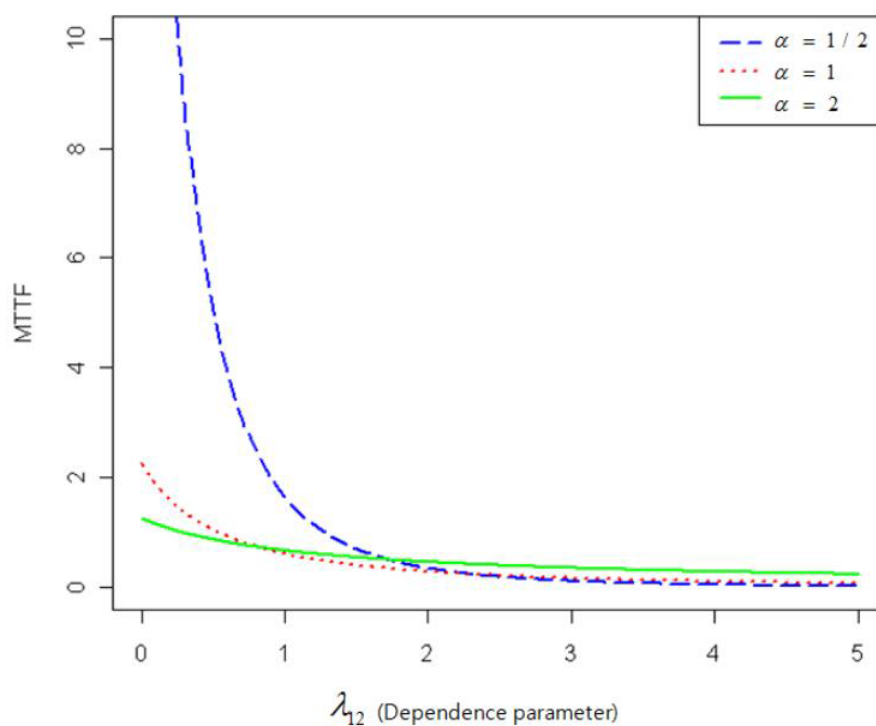 10
8
6
4
2
0
MTTF
α = 1 / 2
α = 1
α = 2
0 1 2 3 4 5
λ12 (Dependence parameter)